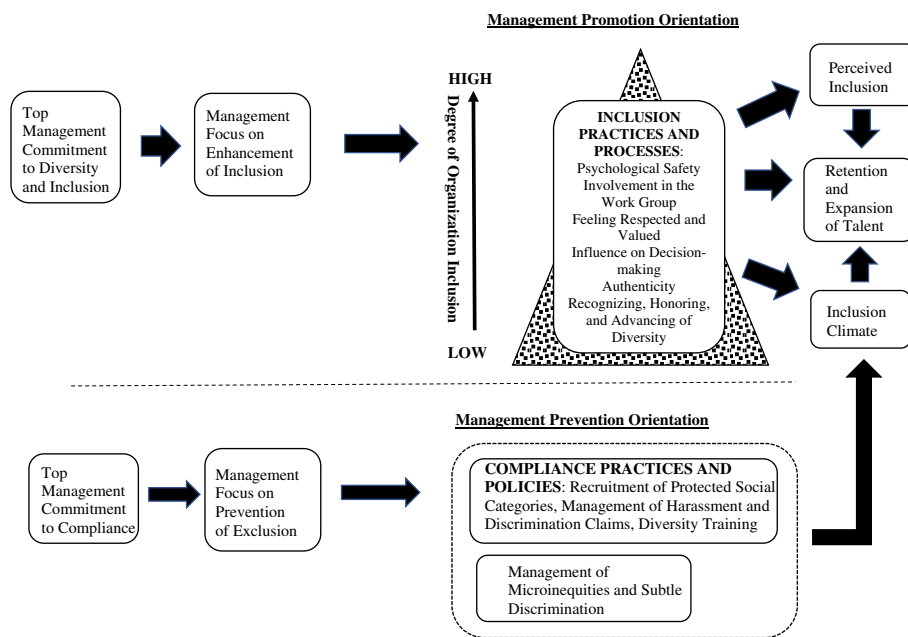 Management Promotion Orientation
HIGH
Degree of Organization Inclusion
LOW
Top
Management
Commitment
to Diversity
and Inclusion
Management
Focus on
Enhancement
of Inclusion
INCLUSION
PRACTICES AND
PROCESSES:
Psychological Safety
Involvement in the
Work Group
Feeling Respected and
Valued
Influence on Decision-
making
Authenticity
Recognizing, Honoring,
and Advancing of
Diversity
Perceived
Inclusion
Retention
and
Expansion
of Talent
Inclusion
Climate
Management Prevention Orientation
Top
Management
Commitment
to Compliance
Management
Focus on
Prevention
of Exclusion
COMPLIANCE PRACTICES AND
POLICIES: Recruitment of Protected Social
Categories, Management of Harassment and
Discrimination Claims, Diversity Training
Management of
Microinequities and Subtle
Discrimination